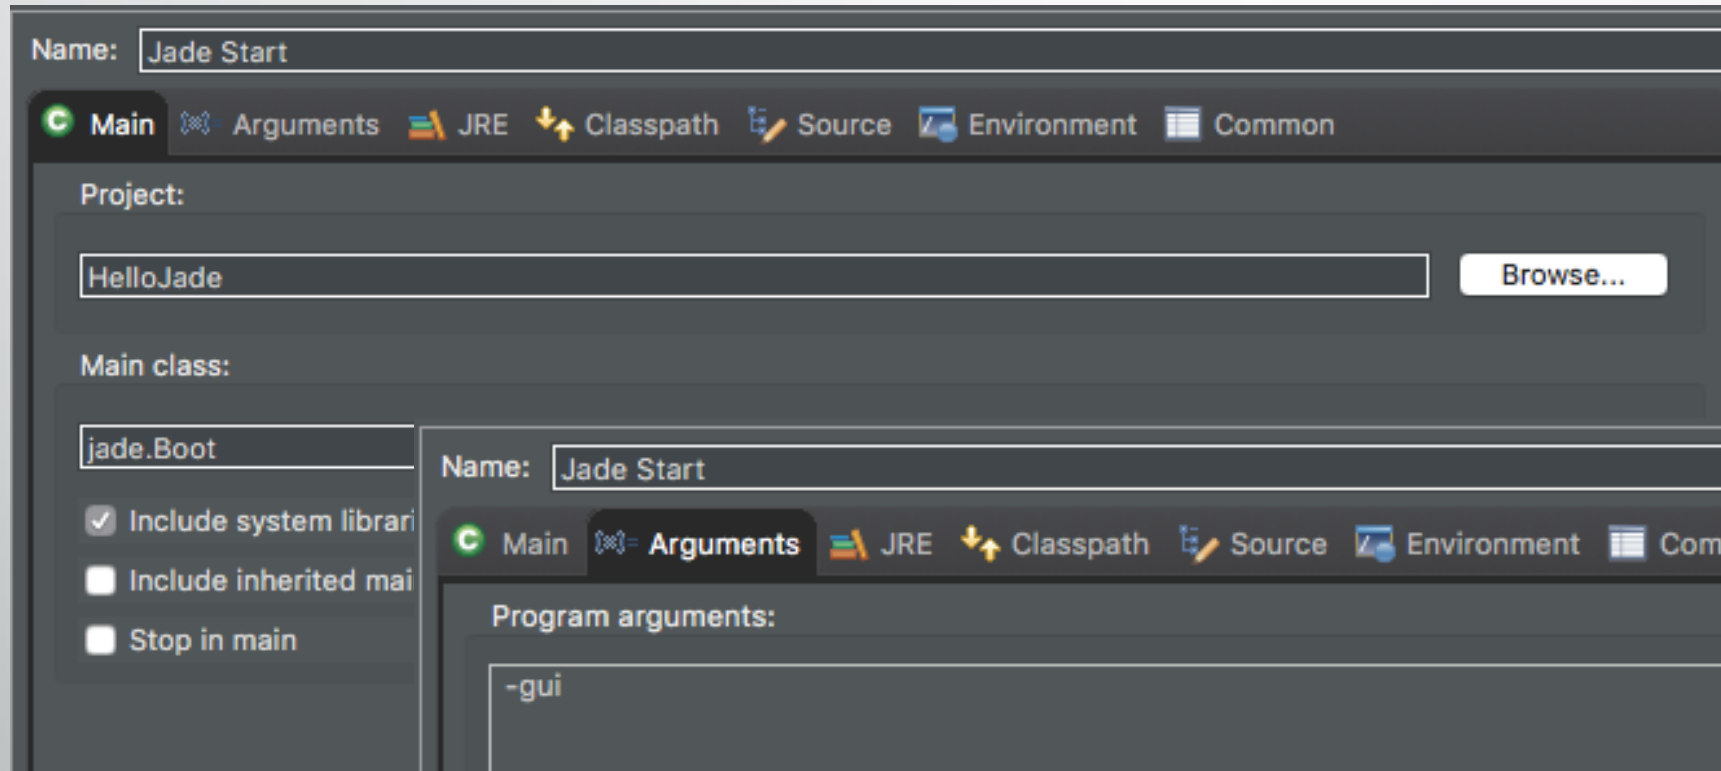 Name: Jade Start
Main Arguments JRE Classpath Source Environment Common
Project:
HelloJade Browse...
Main class:
jade.Boot
Include system librari
Include inherited mai
Stop in main
Name: Jade Start
Main Arguments JRE Classpath Source Environment Com
Program arguments:
-gui